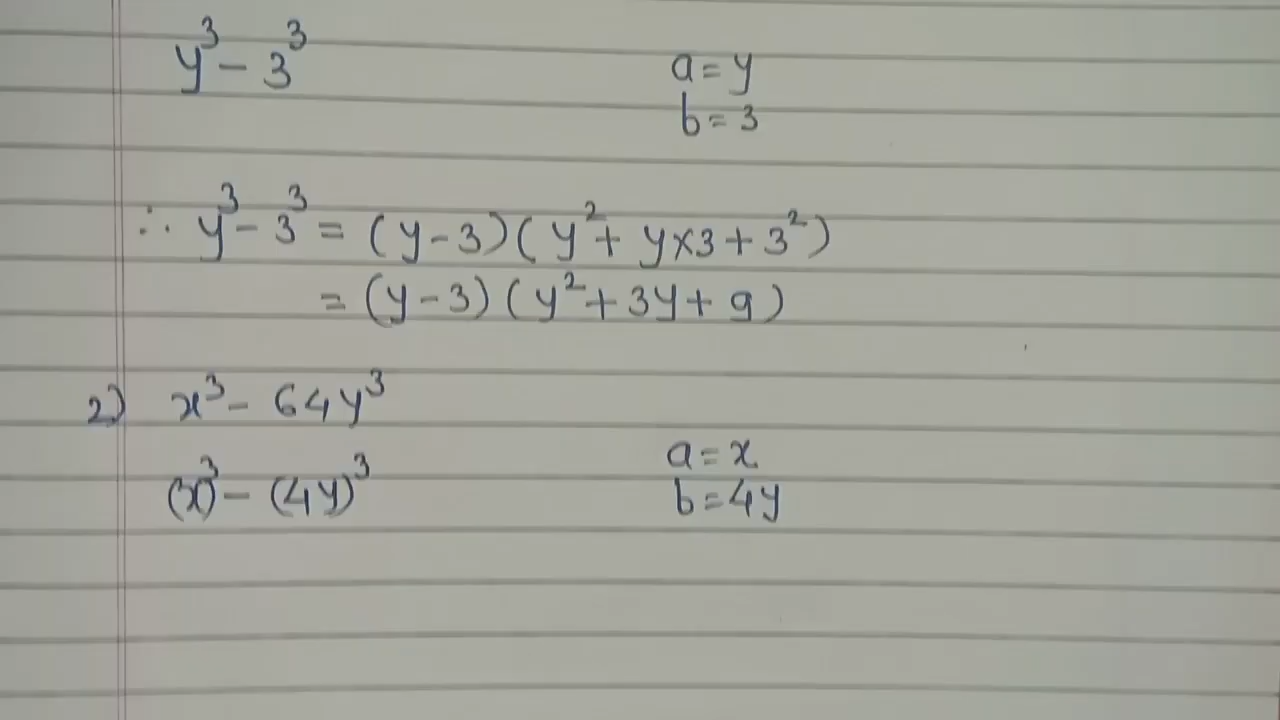 y³ - 3³
a = y
b = 3
∴ y³ - 3³ = (y - 3) (y² + y×3 + 3²)
= (y - 3) (y² + 3y + 9)
2) x³ - 64y³
(x)³ - (4y)³
a = x
b = 4y